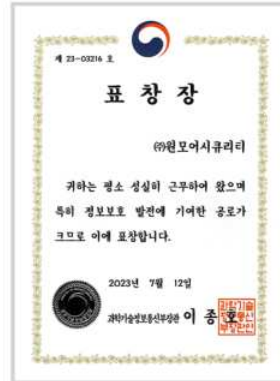 제 23-03216 호
표 창 장
㈜원모어시큐리티
귀하는 평소 성실히 근무하여 왔으며
특히 정보보호 발전에 기여한 공로가
크므로 이에 표창합니다.
2023년 7월 12일
과학기술정보통신부장관 이 종 호